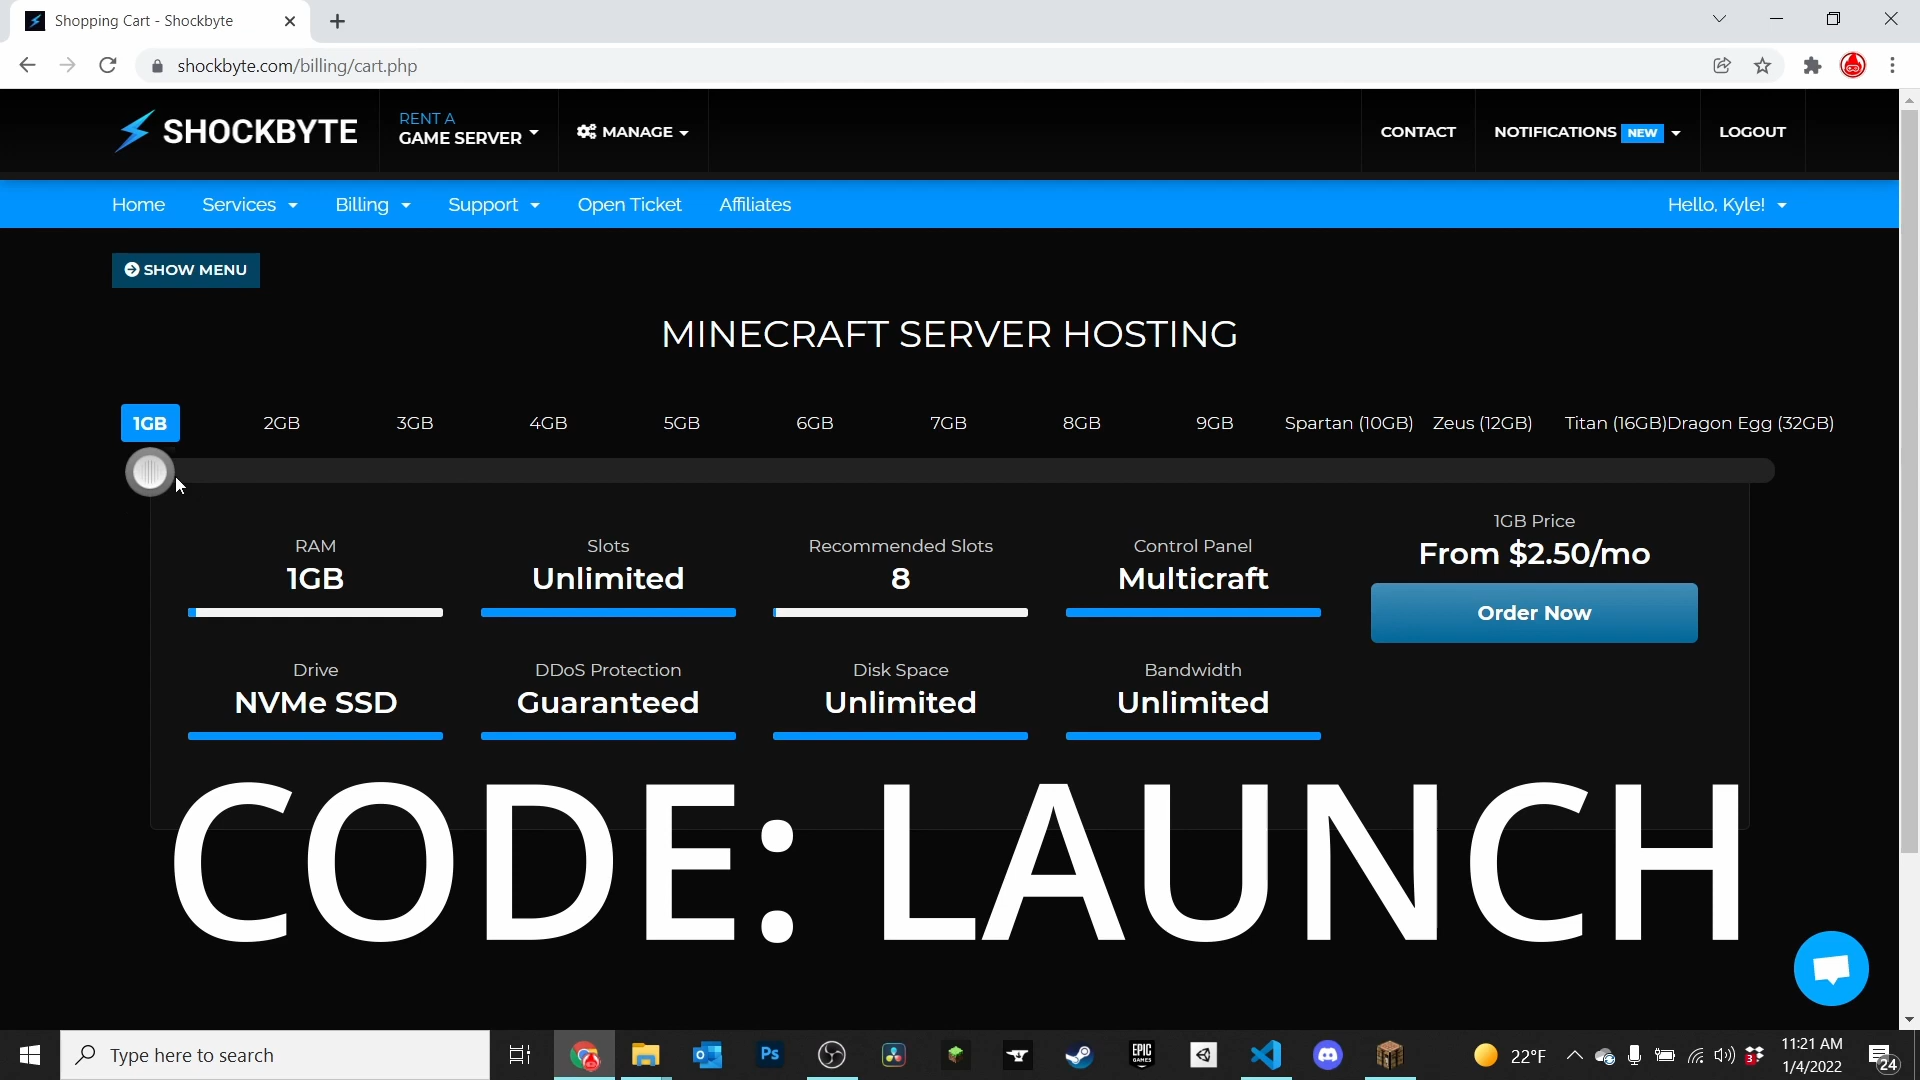 Shopping Cart - Shockbyte
shockbyte.com/billing/cart.php
SHOCKBYTE
RENT A
GAME SERVER
MANAGE
CONTACT
NOTIFICATIONS NEW
LOGOUT
Home Services Billing Support Open Ticket Affiliates Hello, Kyle!
SHOW MENU
MINECRAFT SERVER HOSTING
1GB 2GB 3GB 4GB 5GB 6GB 7GB 8GB 9GB Spartan (10GB) Zeus (12GB) Titan (16GB) Dragon Egg (32GB)
RAM
1GB
Slots
Unlimited
Recommended Slots
8
Control Panel
Multicraft
1GB Price
From $2.50/mo
Order Now
Drive
NVMe SSD
DDoS Protection
Guaranteed
Disk Space
Unlimited
Bandwidth
Unlimited
CODE: LAUNCH
Type here to search
Ps
EPIC
GAMES
22°F
3
11:21 AM
1/4/2022
24